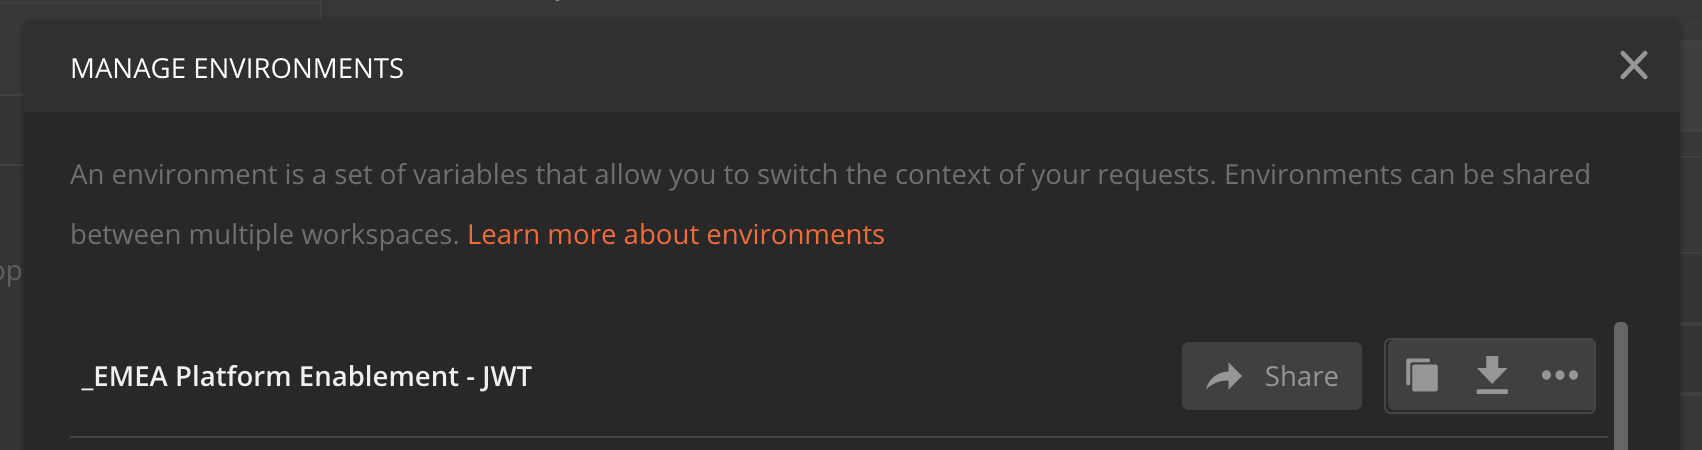 MANAGE ENVIRONMENTS
An environment is a set of variables that allow you to switch the context of your requests. Environments can be shared
between multiple workspaces. Learn more about environments
op
_EMEA Platform Enablement - JWT
Share